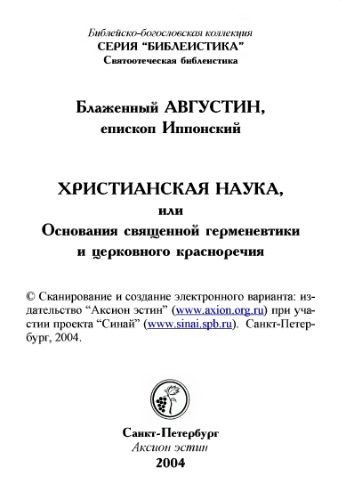 Библейско-богословская коллекция
СЕРИЯ “БИБЛЕИСТИКА”
Святоотеческая библеистика
Блаженный АВГУСТИН,
епископ Иппонский
ХРИСТИАНСКАЯ НАУКА,
или
Основания священной герменевтики
и церковного красноречия
© Сканирование и создание электронного варианта: из-
дательство “Аксион эстин” (www.axion.org.ru) при уча-
стии проекта “Синай” (www.sinai.spb.ru). Санкт-Петер-
бург, 2004.
Санкт-Петербург
Аксион эстин
2004